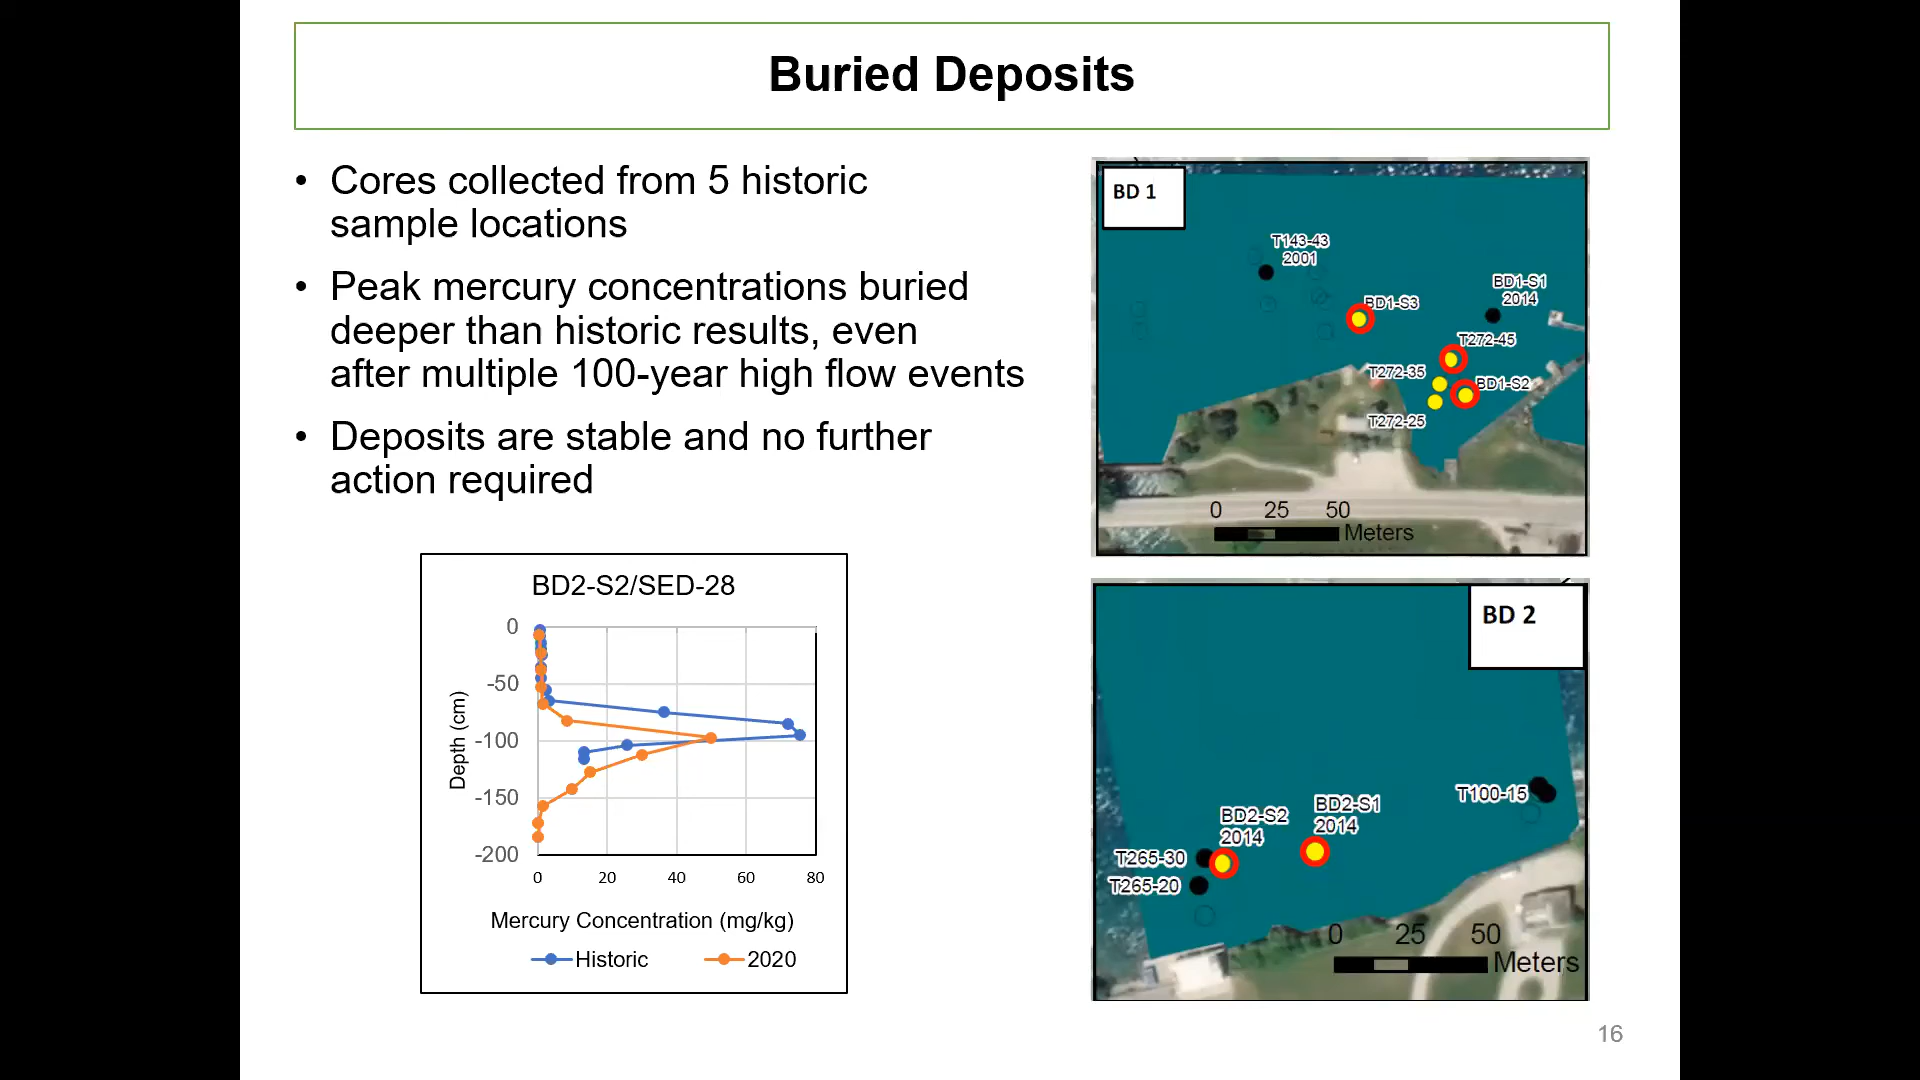 Buried Deposits
• Cores collected from 5 historic
sample locations
• Peak mercury concentrations buried
deeper than historic results, even
after multiple 100-year high flow events
• Deposits are stable and no further
action required
BD2-S2/SED-28
0
-50
-100
-150
-200
Depth (cm)
0 20 40 60 80
Mercury Concentration (mg/kg)
Historic 2020
BD 1
T143-43
2001
BD1-S1
2014
BD1-S3
T272-45
T272-35
BD1-S2
T272-25
0 25 50
Meters
BD 2
T100-15
BD2-S1
2014
BD2-S2
2014
T265-30
T265-20
0 25 50
Meters
16